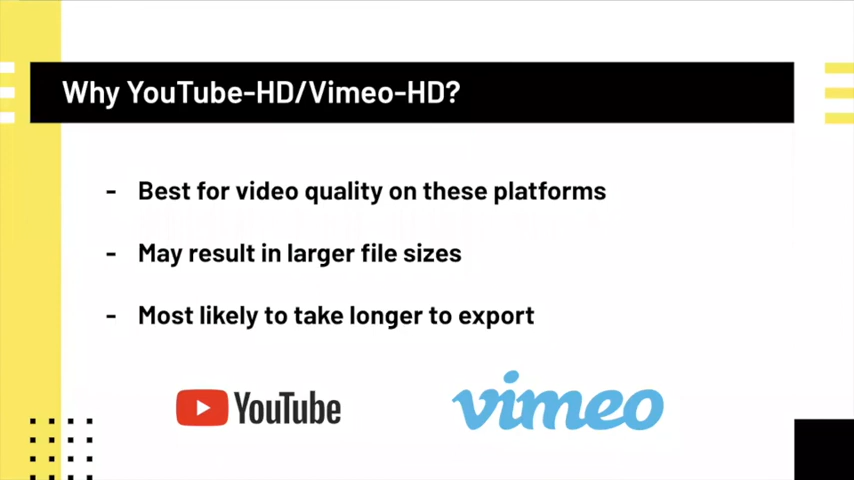 Why YouTube-HD/Vimeo-HD?
- Best for video quality on these platforms
- May result in larger file sizes
- Most likely to take longer to export
YouTube
vimeo